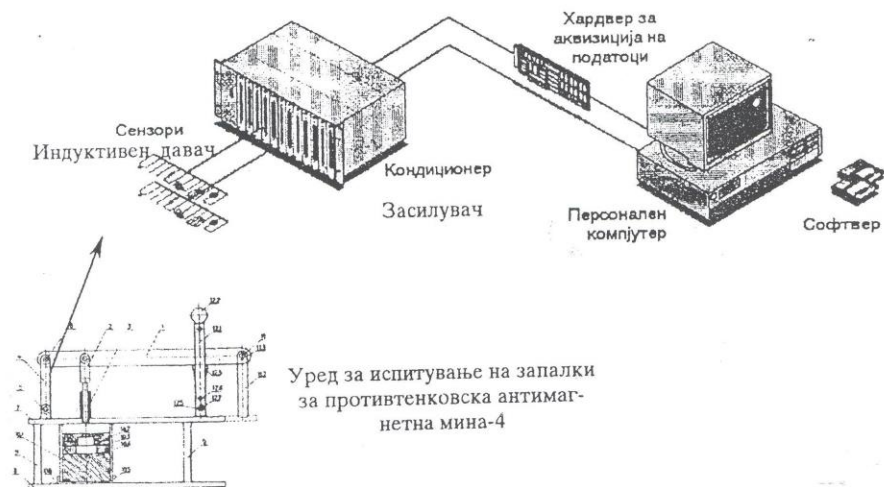 Хардвер за
аквизиција на
податоци
Сензори
Индуктивен давач
Кондиционер
Засилувач
Персонален
компјутер
Софтвер
Уред за испитување на запалки
за противтенковска антимаг-
нетна мина-4